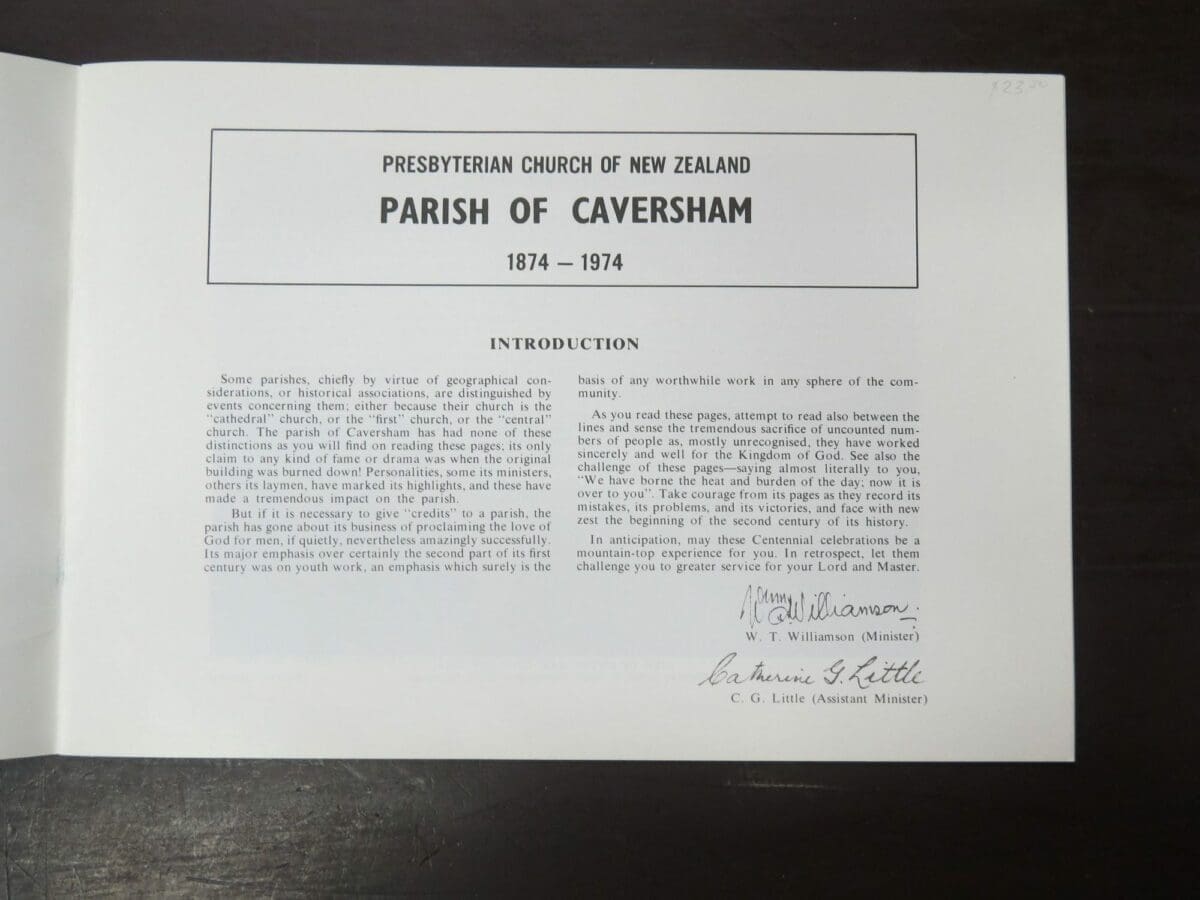 $23.00
PRESBYTERIAN CHURCH OF NEW ZEALAND
PARISH OF CAVERSHAM
1874 — 1974
INTRODUCTION
Some parishes, chiefly by virtue of geographical con-
siderations, or historical associations, are distinguished by
events concerning them; either because their church is the
"cathedral" church, or the "first" church, or the "central"
church. The parish of Caversham has had none of these
distinctions as you will find on reading these pages; its only
claim to any kind of fame or drama was when the original
building was burned down! Personalities, some its ministers,
others its laymen, have marked its highlights, and these have
made a tremendous impact on the parish.
But if it is necessary to give "credits" to a parish, the
parish has gone about its business of proclaiming the love of
God for men, if quietly, nevertheless amazingly successfully.
Its major emphasis over certainly the second part of its first
century was on youth work, an emphasis which surely is the
basis of any worthwhile work in any sphere of the com-
munity.
As you read these pages, attempt to read also between the
lines and sense the tremendous sacrifice of uncounted num-
bers of people as, mostly unrecognised, they have worked
sincerely and well for the Kingdom of God. See also the
challenge of these pages—saying almost literally to you,
"We have borne the heat and burden of the day; now it is
over to you". Take courage from its pages as they record its
mistakes, its problems, and its victories, and face with new
zest the beginning of the second century of its history.
In anticipation, may these Centennial celebrations be a
mountain-top experience for you. In retrospect, let them
challenge you to greater service for your Lord and Master.
Williamson.
W. T. Williamson (Minister)
Catherine G. Little
C. G. Little (Assistant Minister)